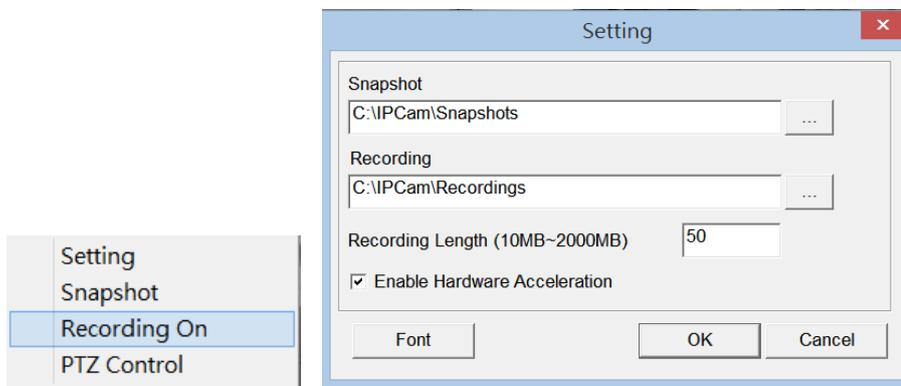 Setting
Snapshot
Recording On
PTZ Control
Setting
Snapshot
C:\IPCam\Snapshots
...
Recording
C:\IPCam\Recordings
...
Recording Length (10MB~2000MB) 50
Enable Hardware Acceleration
Font OK Cancel